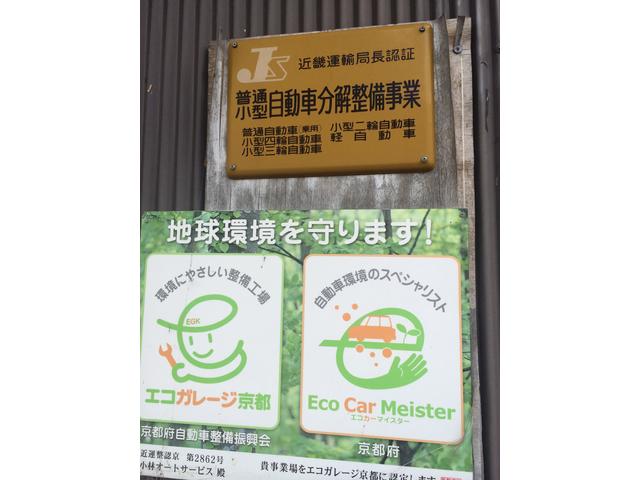 JS 近畿運輸局長認証
普通
小型 自動車分解整備事業
普通自動車(乗用) 小型二輪自動車
小型四輪自動車 軽自動車
小型三輪自動車
地球環境を守ります!
環境にやさしい整備工場
EGK
エコガレージ京都
京都府自動車整備振興会
自動車環境のスペシャリスト
Eco Car Meister
エコカーマイスター
京都府
近運整認京 第2862号
小林オートサービス 殿
貴事業場をエコガレージ京都に認定します